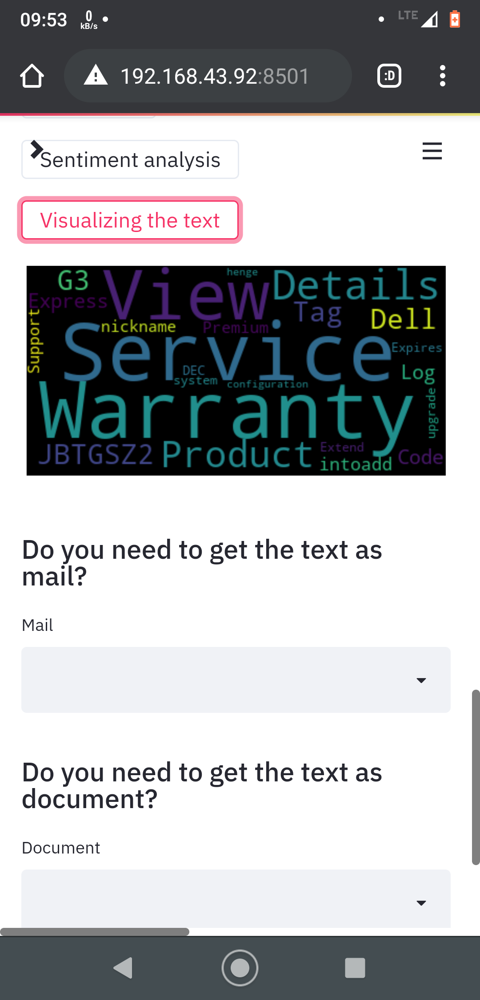 09:53
0
kB/s
LTE
192.168.43.92:8501
:D
Sentiment analysis
Visualizing the text
G3
View
henge
Details
Express
Tag
Support
nickname
Premium
Dell
Service
Expires
DEC
Log
system
configuration
Warranty
upgrade
JBTGSZ2
Product
Extend
Code
intoadd
Do you need to get the text as
mail?
Mail
Do you need to get the text as
document?
Document